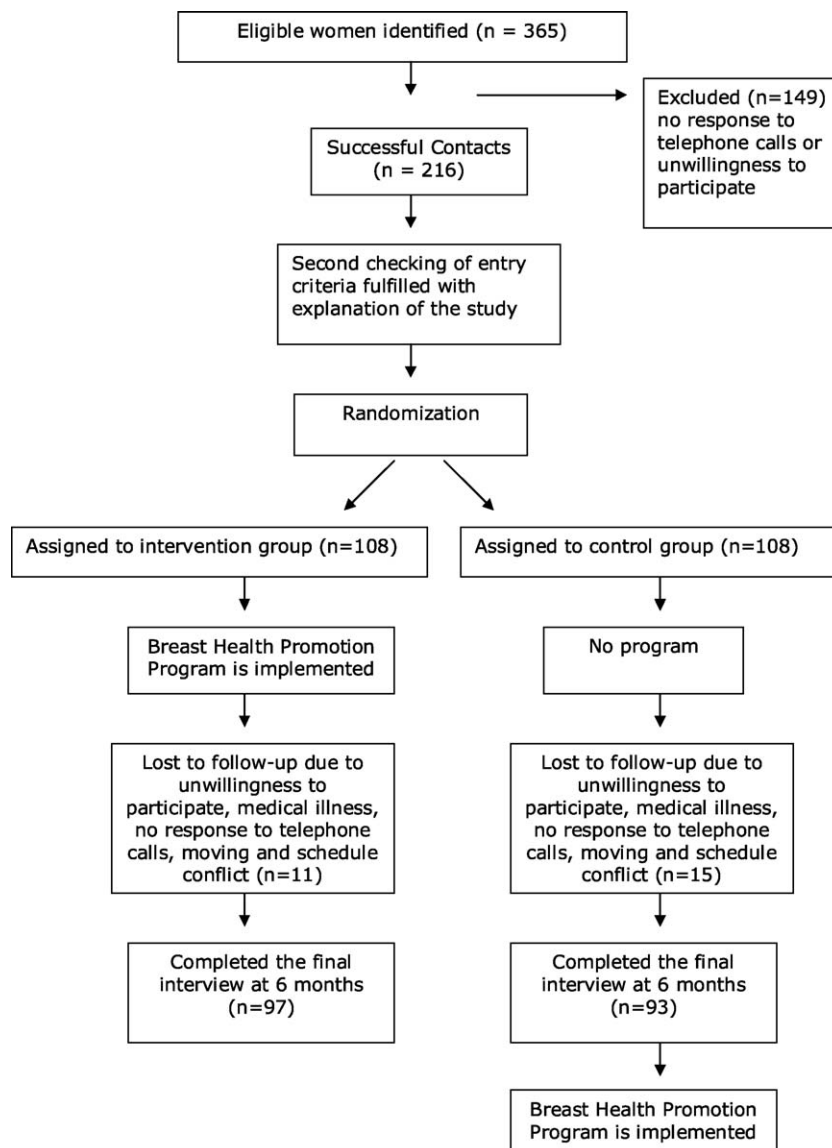 Eligible women identified (n = 365)
Excluded (n=149)
no response to
telephone calls or
unwillingness to
participate
Successful Contacts
(n = 216)
Second checking of entry
criteria fulfilled with
explanation of the study
Randomization
Assigned to intervention group (n=108)
Assigned to control group (n=108)
Breast Health Promotion
Program is implemented
No program
Lost to follow-up due to
unwillingness to
participate, medical illness,
no response to telephone
calls, moving and schedule
conflict (n=11)
Lost to follow-up due to
unwillingness to
participate, medical illness,
no response to telephone
calls, moving and schedule
conflict (n=15)
Completed the final
interview at 6 months
(n=97)
Completed the final
interview at 6 months
(n=93)
Breast Health Promotion
Program is implemented